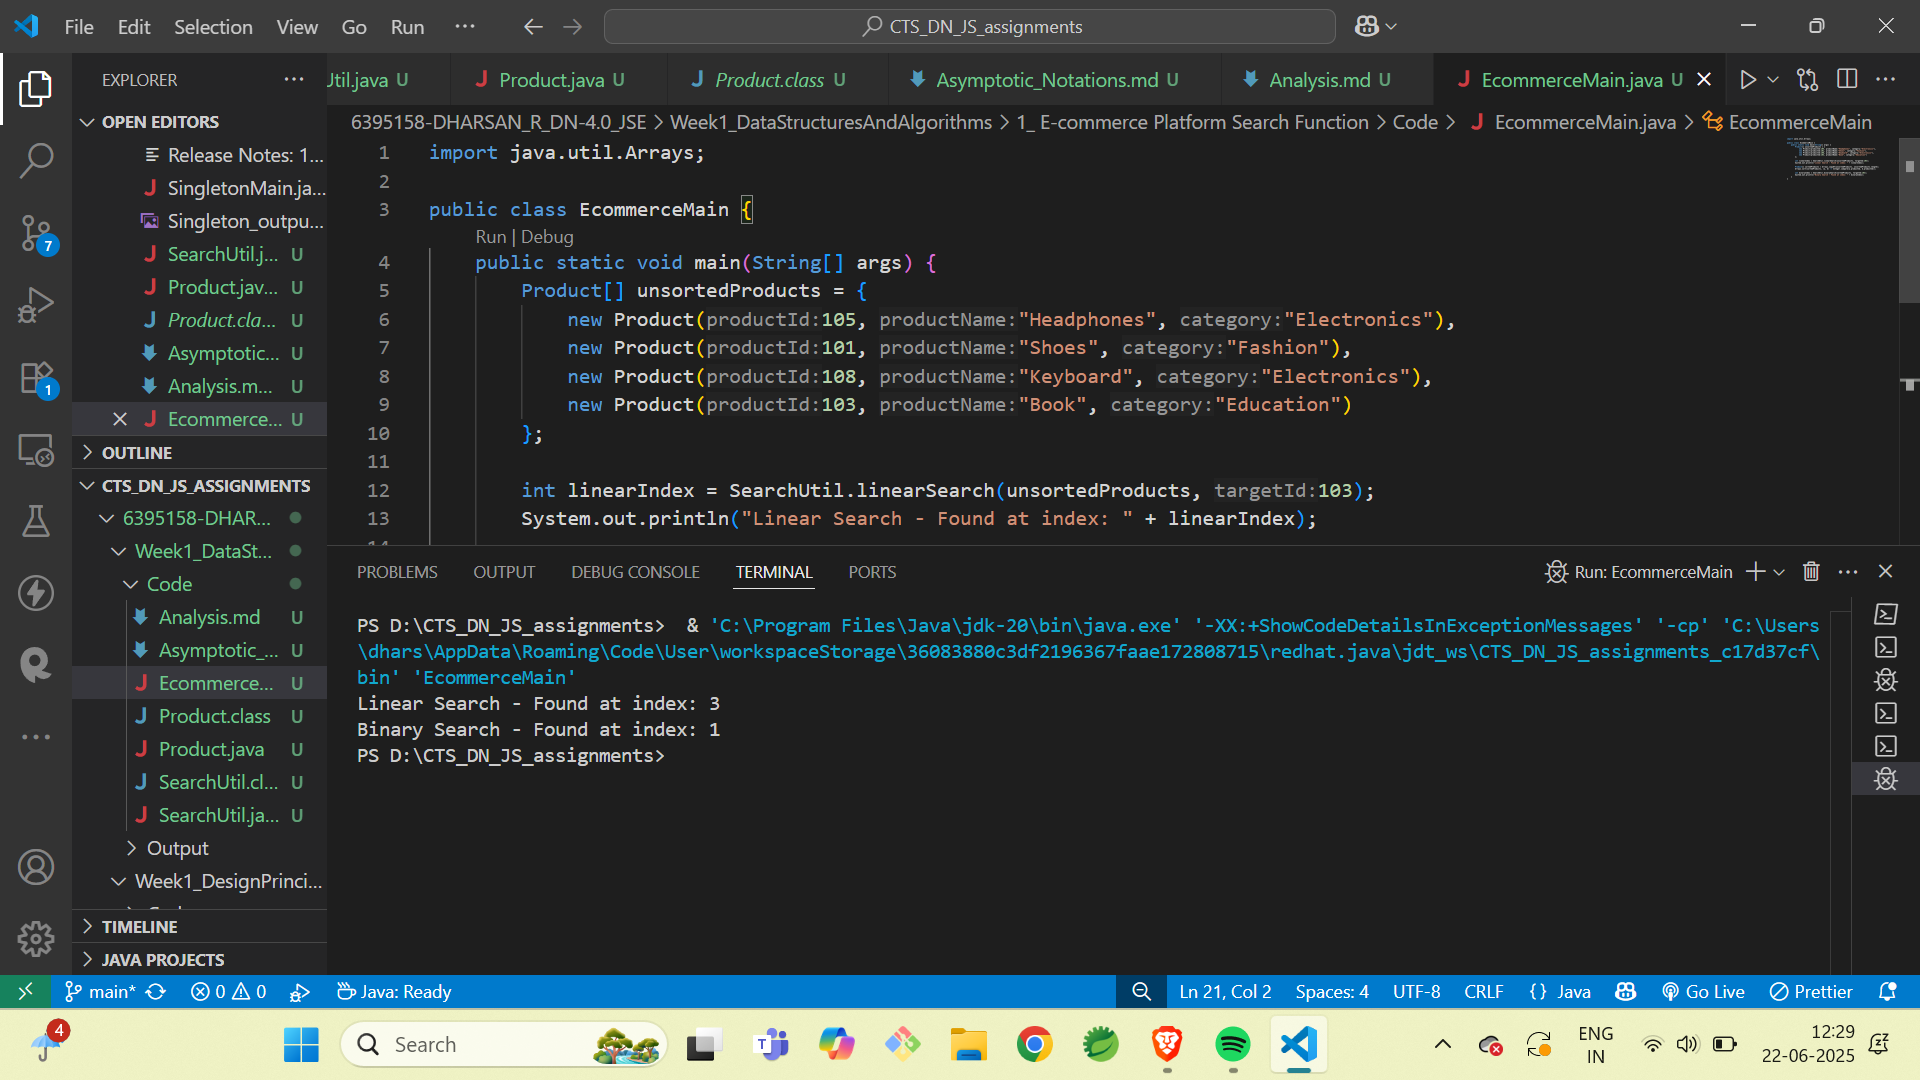 File Edit Selection View Go Run ··· CTS_DN_JS_assignments
EXPLORER ···
Util.java U Product.java U Product.class U Asymptotic_Notations.md U Analysis.md U EcommerceMain.java U
6395158-DHARSAN_R_DN-4.0_JSE > Week1_DataStructuresAndAlgorithms > 1_ E-commerce Platform Search Function > Code > EcommerceMain.java > EcommerceMain
OPEN EDITORS
Release Notes: 1...
SingletonMain.ja...
Singleton_outpu...
SearchUtil.j... U
Product.jav... U
Product.cla... U
Asymptotic... U
Analysis.m... U
Ecommerce... U
OUTLINE
CTS_DN_JS_ASSIGNMENTS
6395158-DHAR...
Week1_DataSt...
Code
Analysis.md U
Asymptotic_... U
Ecommerce... U
Product.class U
Product.java U
SearchUtil.cl... U
SearchUtil.ja... U
Output
Week1_DesignPrinci...
TIMELINE
JAVA PROJECTS
7
1
1 import java.util.Arrays;
2
3 public class EcommerceMain {
Run | Debug
4 public static void main(String[] args) {
5 Product[] unsortedProducts = {
6 new Product(productId:105, productName:"Headphones", category:"Electronics"),
7 new Product(productId:101, productName:"Shoes", category:"Fashion"),
8 new Product(productId:108, productName:"Keyboard", category:"Electronics"),
9 new Product(productId:103, productName:"Book", category:"Education")
10 };
11
12 int linearIndex = SearchUtil.linearSearch(unsortedProducts, targetId:103);
13 System.out.println("Linear Search - Found at index: " + linearIndex);
PROBLEMS OUTPUT DEBUG CONSOLE TERMINAL PORTS Run: EcommerceMain
PS D:\CTS_DN_JS_assignments> & 'C:\Program Files\Java\jdk-20\bin\java.exe' '-XX:+ShowCodeDetailsInExceptionMessages' '-cp' 'C:\Users
\dhars\AppData\Roaming\Code\User\workspaceStorage\36083880c3df2196367faae172808715\redhat.java\jdt_ws\CTS_DN_JS_assignments_c17d37cf\
bin' 'EcommerceMain'
Linear Search - Found at index: 3
Binary Search - Found at index: 1
PS D:\CTS_DN_JS_assignments>
main* 0 0 Java: Ready Ln 21, Col 2 Spaces: 4 UTF-8 CRLF {} Java Go Live Prettier
4 Search ENG IN 12:29 22-06-2025